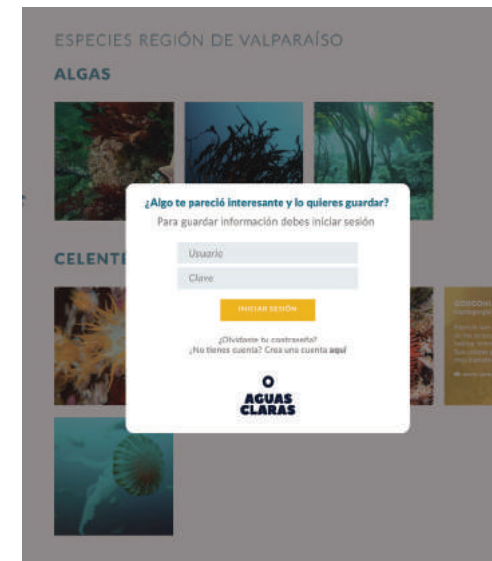 ESPECIES REGIÓN DE VALPARAÍSO
ALGAS
¿Algo te pareció interesante y lo quieres guardar?
Para guardar información debes iniciar sesión
CELENTE
Usuario
Clave
INICIAR SESIÓN
¿Olvidaste tu contraseña?
¿No tienes cuenta? Crea una cuenta aquí
AGUAS
CLARAS